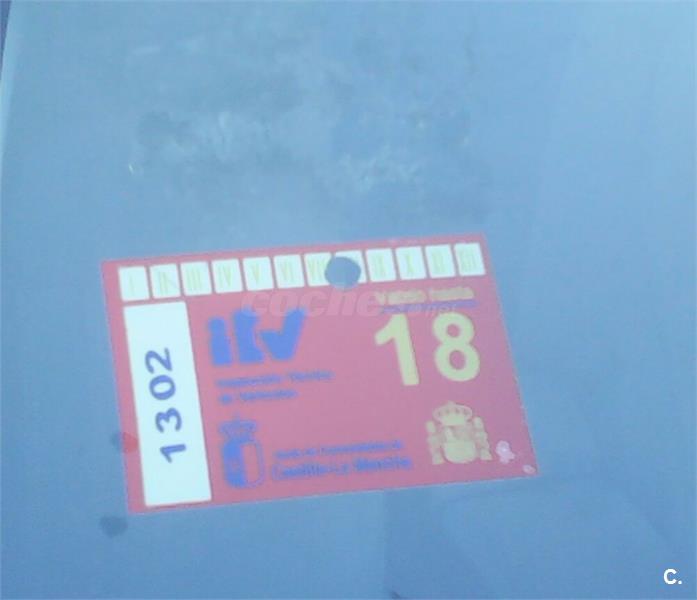 I II III IV V VI VII IX X XI XII
coches.net
Válido hasta
itv
18
1302
Inspección Técnica
de Vehículos
Junta de Comunidades de
Castilla-La Mancha
C.